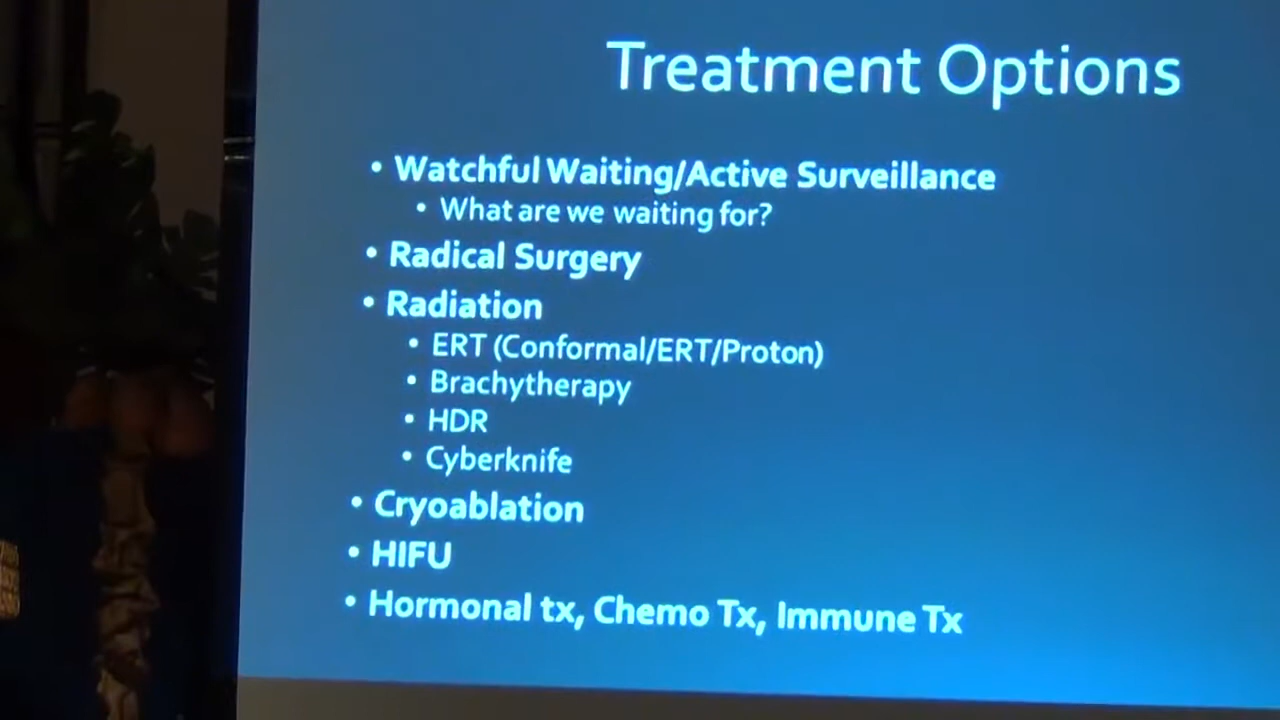 Treatment Options
• Watchful Waiting/Active Surveillance
• What are we waiting for?
• Radical Surgery
• Radiation
• ERT (Conformal/ERT/Proton)
• Brachytherapy
• HDR
• Cyberknife
• Cryoablation
• HIFU
• Hormonal tx, Chemo Tx, Immune Tx